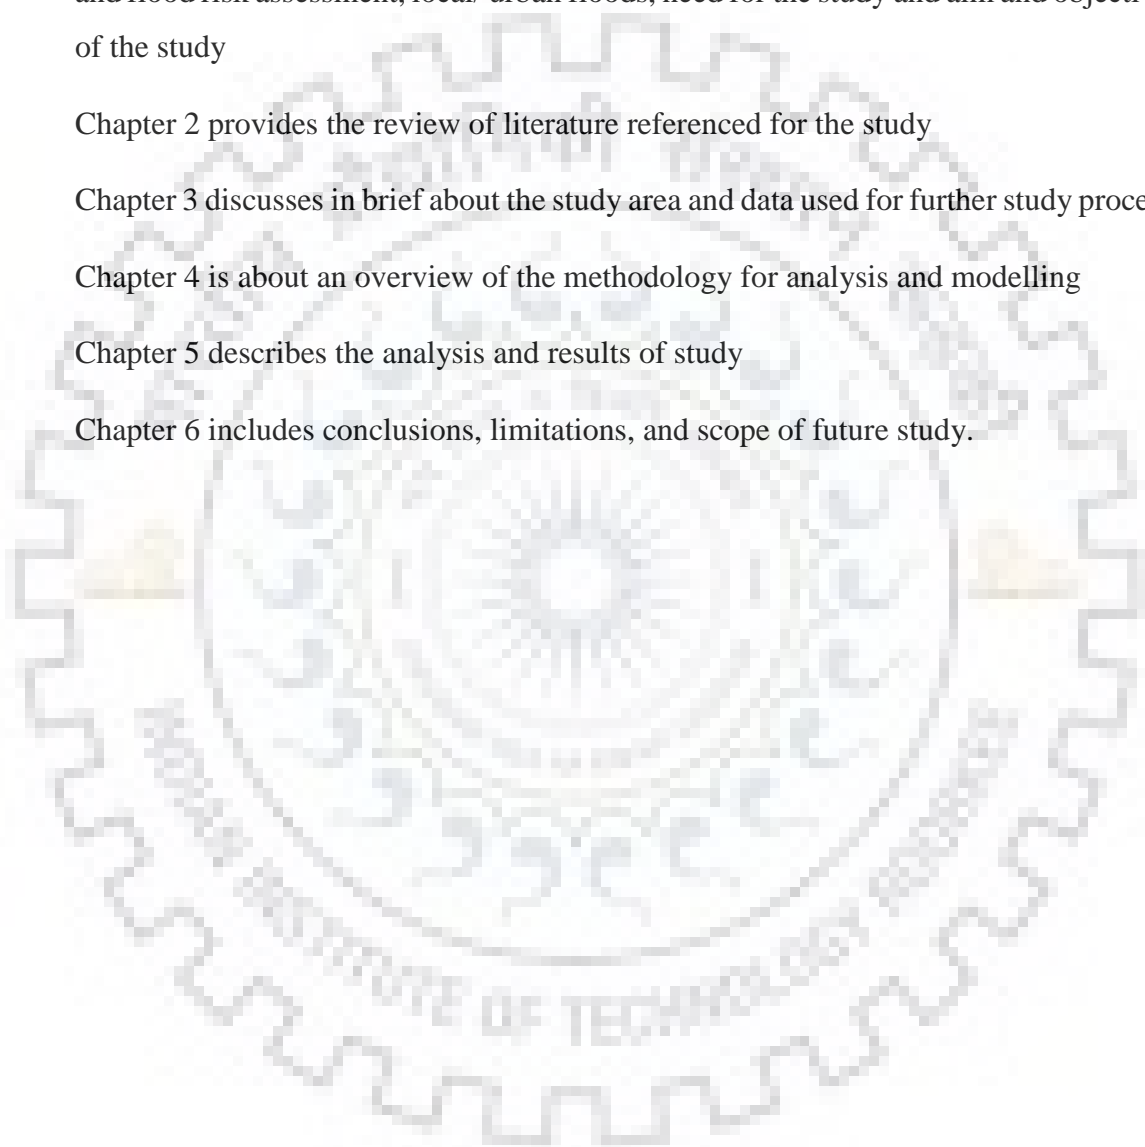 and flood risk assessment, local/ urban floods, need for the study and aim and
of the study
Chapter 2 provides the review of literature referenced for the study
Chapter 3 discusses in brief about the study area and data used for further study
Chapter 4 is about an overview of the methodology for analysis and modelling
Chapter 5 describes the analysis and results of study
Chapter 6 includes conclusions, limitations, and scope of future study.
INSTITUTE OF TECHNOLOGY